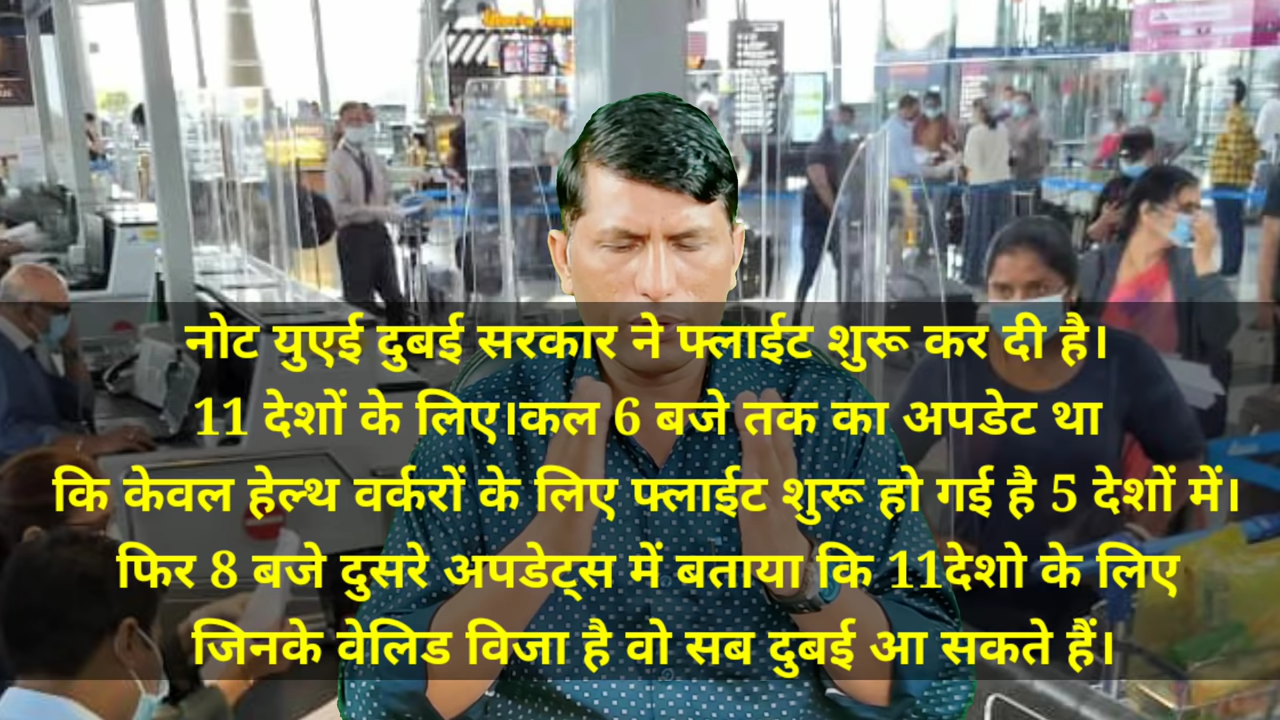 नोट युएई दुबई सरकार ने फ्लाईट शुरू कर दी है।
11 देशों के लिए।कल 6 बजे तक का अपडेट था
कि केवल हेल्थ वर्करों के लिए फ्लाईट शुरू हो गई है 5 देशों में।
फिर 8 बजे दुसरे अपडेट्स में बताया कि 11देशो के लिए
जिनके वेलिड विजा है वो सब दुबई आ सकते हैं।